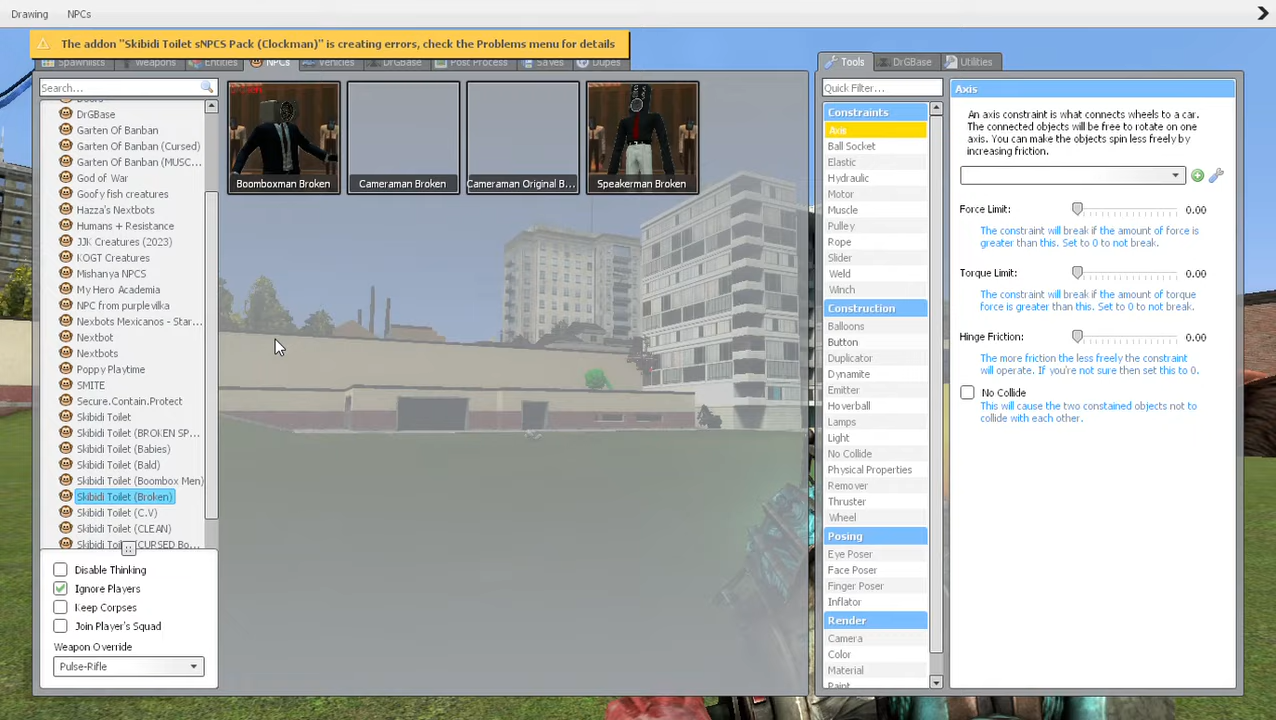 Drawing NPCs
The addon "Skibidi Toilet sNPCS Pack (Clockman)" is creating errors, check the Problems menu for details
Spawnlists Weapons Entities NPCs Vehicles DrGBase Post Process Saves Dupes
Search...
DrGBase
Garten Of Banban
Garten Of Banban (Cursed)
Garten Of Banban (MUSC...
God of War
Goofy fish creatures
Hazza's Nextbots
Humans + Resistance
JJK Creatures (2023)
KOGT Creatures
Mishanya NPCS
My Hero Academia
NPC from purplevilka
Nexbots Mexicanos - Star...
Nextbot
Nextbots
Poppy Playtime
SMITE
Secure.Contain.Protect
Skibidi Toilet
Skibidi Toilet (BROKEN SP...
Skibidi Toilet (Babies)
Skibidi Toilet (Bald)
Skibidi Toilet (Boombox Men)
Skibidi Toilet (Broken)
Skibidi Toilet (C.V)
Skibidi Toilet (CLEAN)
Skibidi Toilet (CURSED Bo...
Disable Thinking
Ignore Players
Keep Corpses
Join Player's Squad
Weapon Override
Pulse-Rifle
Boomboxman Broken Cameraman Broken Cameraman Original B... Speakerman Broken
Tools DrGBase Utilities
Quick Filter...
Constraints
Axis
Ball Socket
Elastic
Hydraulic
Motor
Muscle
Pulley
Rope
Slider
Weld
Winch
Construction
Balloons
Button
Duplicator
Dynamite
Emitter
Hoverball
Lamps
Light
No Collide
Physical Properties
Remover
Thruster
Wheel
Posing
Eye Poser
Face Poser
Finger Poser
Inflator
Render
Camera
Color
Material
Paint
Axis
An axis constraint is what connects wheels to a car.
The connected objects will be free to rotate on one
axis. You can make the objects spin less freely by
increasing friction.
Force Limit: 0.00
The constraint will break if the amount of force is
greater than this. Set to 0 to not break.
Torque Limit: 0.00
The constraint will break if the amount of torque
force is greater than this. Set to 0 to not break.
Hinge Friction: 0.00
The more friction the less freely the constraint
will operate. If you're not sure then set this to 0.
No Collide
This will cause the two constained objects not to
collide with each other.